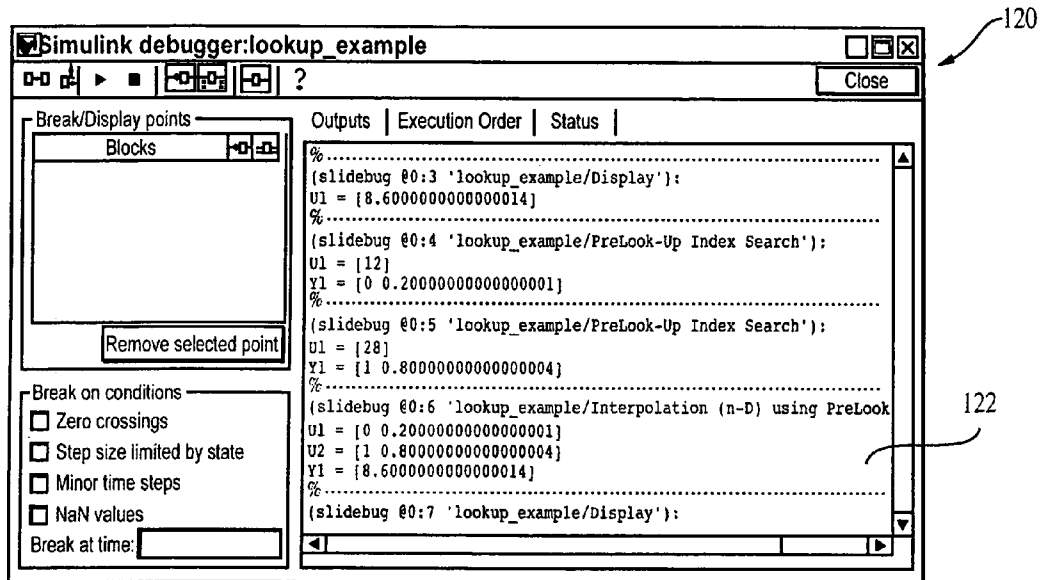 120
Simulink debugger:lookup_example
?
Close
Break/Display points
Blocks
Remove selected point
Break on conditions
Zero crossings
Step size limited by state
Minor time steps
NaN values
Break at time:
Outputs | Execution Order | Status |
%..............................................................................
(slidebug @0:3 'lookup_example/Display'):
U1 = [8.6000000000000014]
%..............................................................................
(slidebug @0:4 'lookup_example/PreLook-Up Index Search'):
U1 = [12]
Y1 = [0 0.20000000000000001]
%..............................................................................
(slidebug @0:5 'lookup_example/PreLook-Up Index Search'):
U1 = [28]
Y1 = [1 0.80000000000000004]
%..............................................................................
(slidebug @0:6 'lookup_example/Interpolation (n-D) using PreLook
U1 = [0 0.20000000000000001]
U2 = [1 0.80000000000000004]
Y1 = [8.6000000000000014]
%..............................................................................
(slidebug @0:7 'lookup_example/Display'):
122